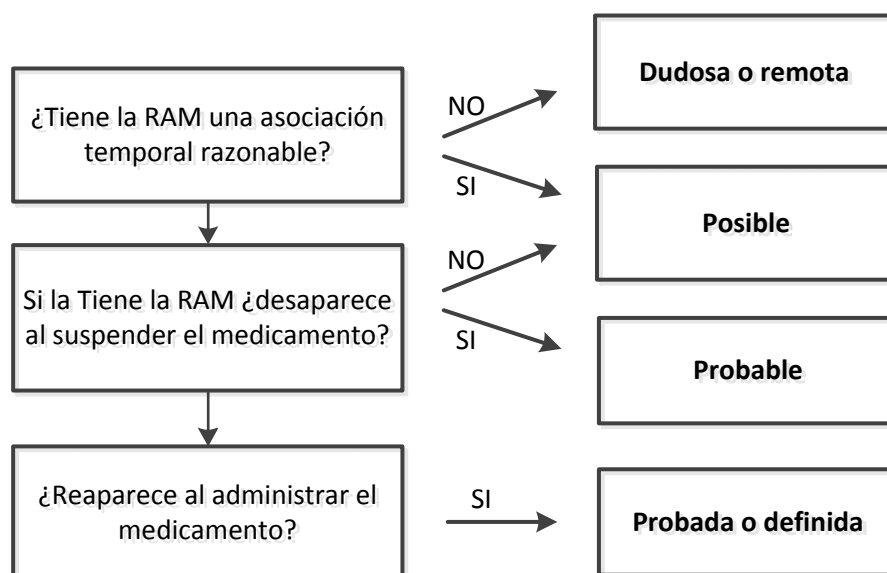 Dudosa o remota
¿Tiene la RAM una asociación
temporal razonable?
NO
SI
Posible
Si la Tiene la RAM ¿desaparece
al suspender el medicamento?
NO
SI
Probable
¿Reaparece al administrar el
medicamento?
SI
Probada o definida